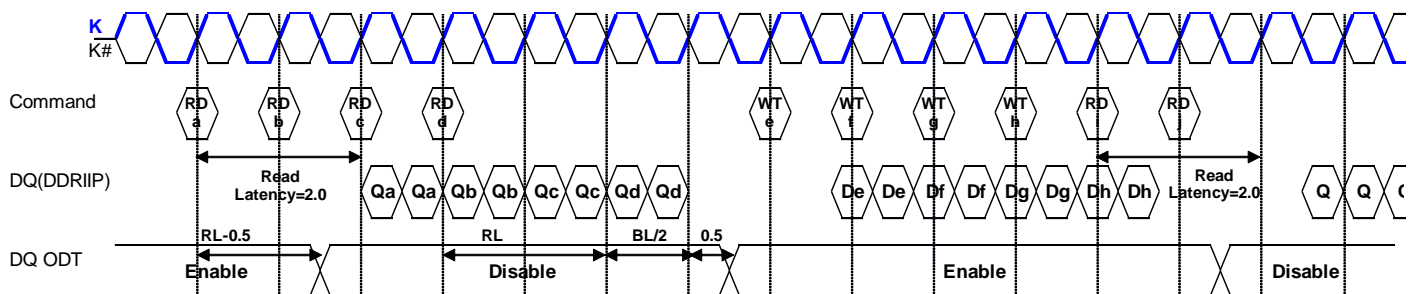 K
K#
Command
RD a
RD b
RD c
RD d
WT e
WT f
WT g
WT h
RD
RD
Read
Latency=2.0
Read
Latency=2.0
DQ(DDRIIP)
Qa Qa Qb Qb Qc Qc Qd Qd
De De Df Df Dg Dg Dh Dh
Q Q
RL-0.5
RL
BL/2
0.5
DQ ODT
Enable
Disable
Enable
Disable